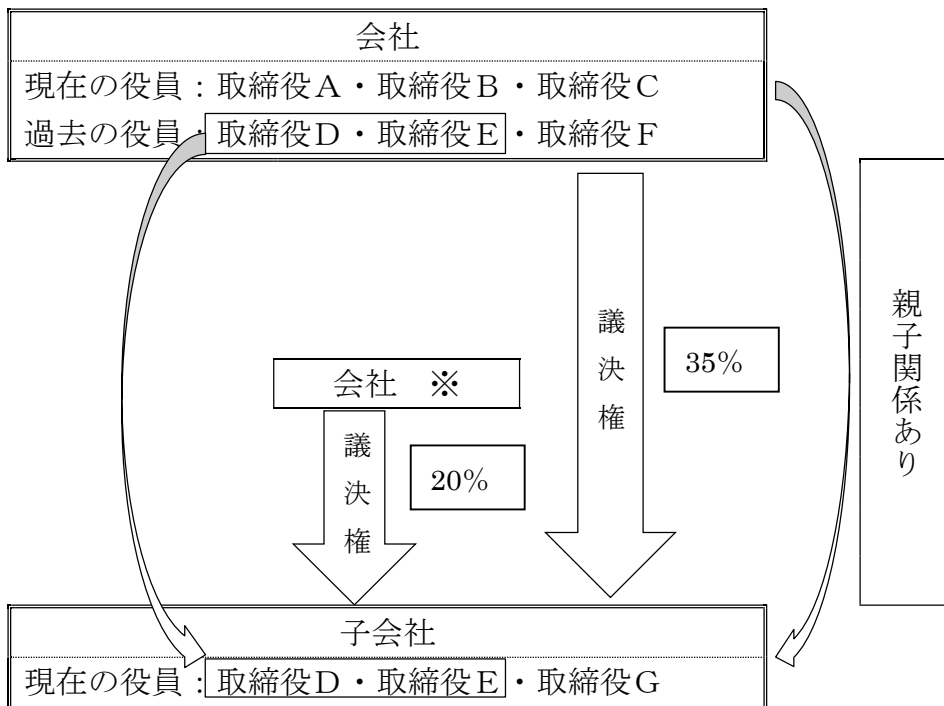 会社
現在の役員：取締役A・取締役B・取締役C
過去の役員：取締役D・取締役E・取締役F
議決権
35%
親子関係あり
会社　※
議決権
20%
子会社
現在の役員：取締役D・取締役E・取締役G